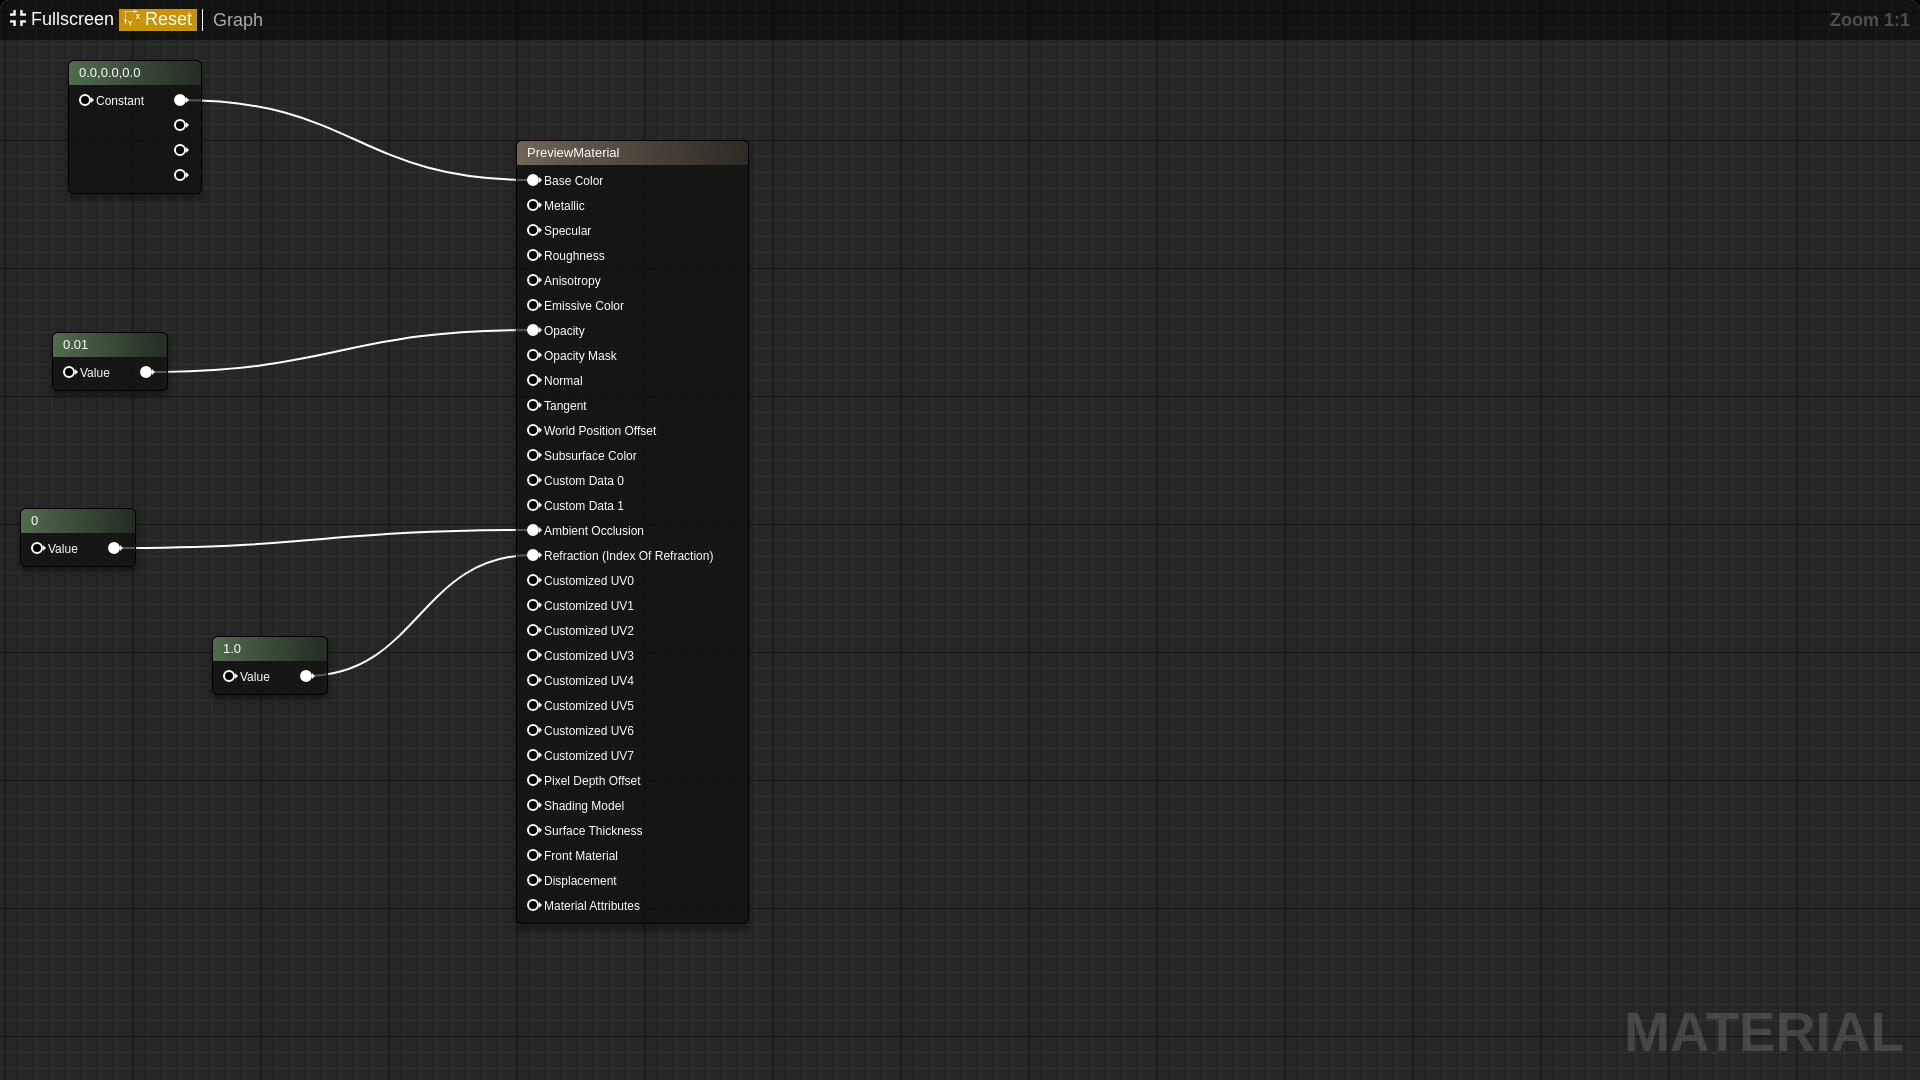 Fullscreen Reset Graph
Zoom 1:1
0.0,0.0,0.0
Constant
0.01
Value
0
Value
1.0
Value
PreviewMaterial
Base Color
Metallic
Specular
Roughness
Anisotropy
Emissive Color
Opacity
Opacity Mask
Normal
Tangent
World Position Offset
Subsurface Color
Custom Data 0
Custom Data 1
Ambient Occlusion
Refraction (Index Of Refraction)
Customized UV0
Customized UV1
Customized UV2
Customized UV3
Customized UV4
Customized UV5
Customized UV6
Customized UV7
Pixel Depth Offset
Shading Model
Surface Thickness
Front Material
Displacement
Material Attributes
MATERIAL